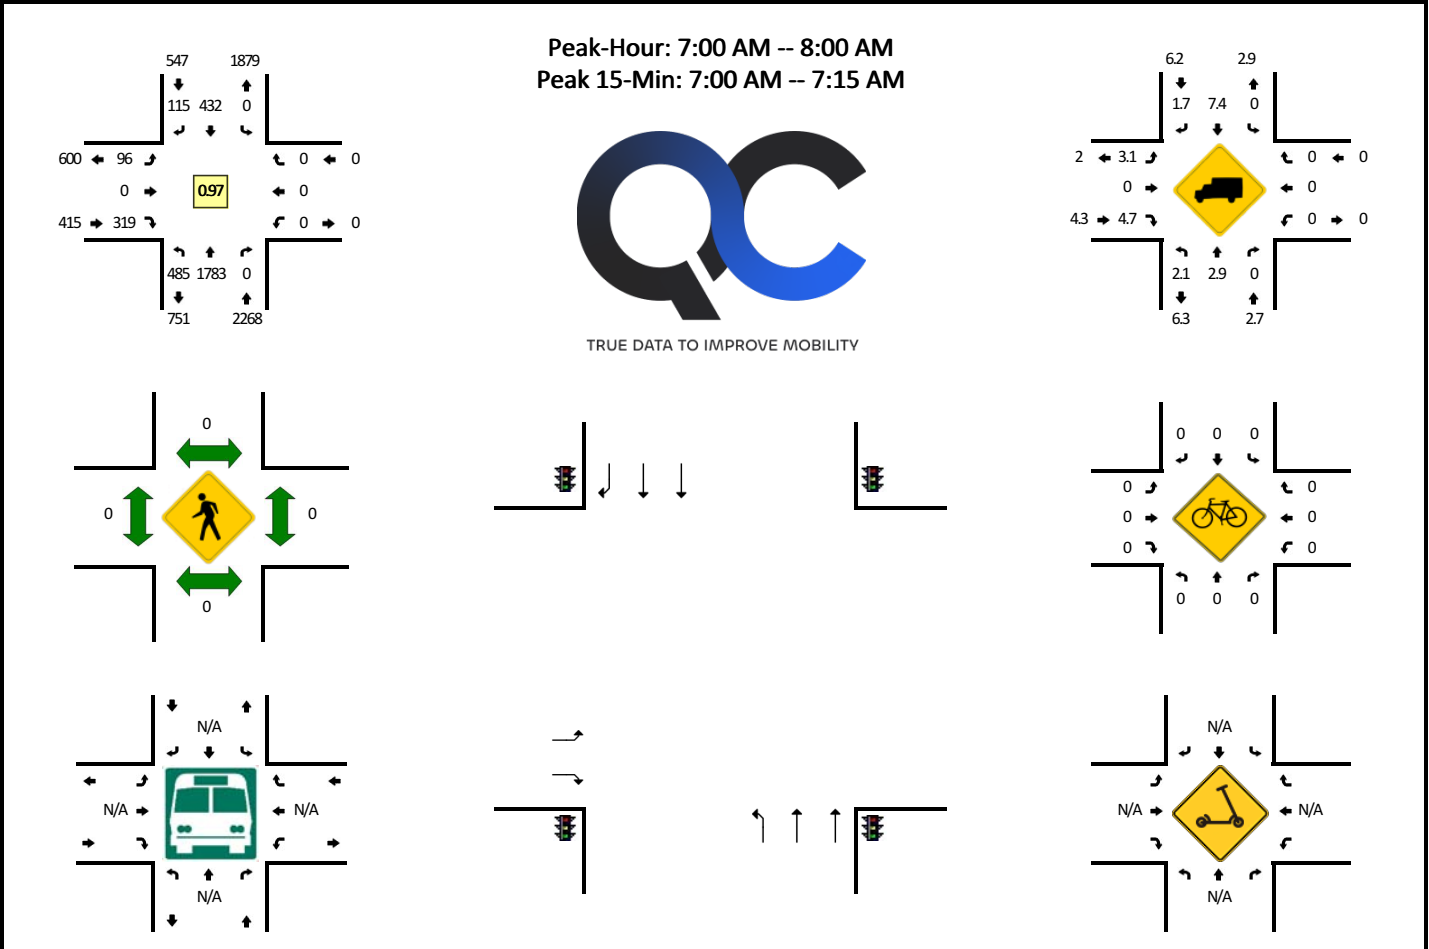 Peak-Hour: 7:00 AM -- 8:00 AM
Peak 15-Min: 7:00 AM -- 7:15 AM
547 1879
115 432 0
600 96 0 0
0 0.97 0
415 319 0 0
485 1783 0
751 2268
QC
TRUE DATA TO IMPROVE MOBILITY
6.2 2.9
1.7 7.4 0
2 3.1 0 0
0 0
4.3 4.7 0 0
2.1 2.9 0
6.3 2.7
0
0 0
0
0 0 0
0 0
0 0
0 0
0 0 0
N/A
N/A N/A
N/A
N/A
N/A N/A
N/A